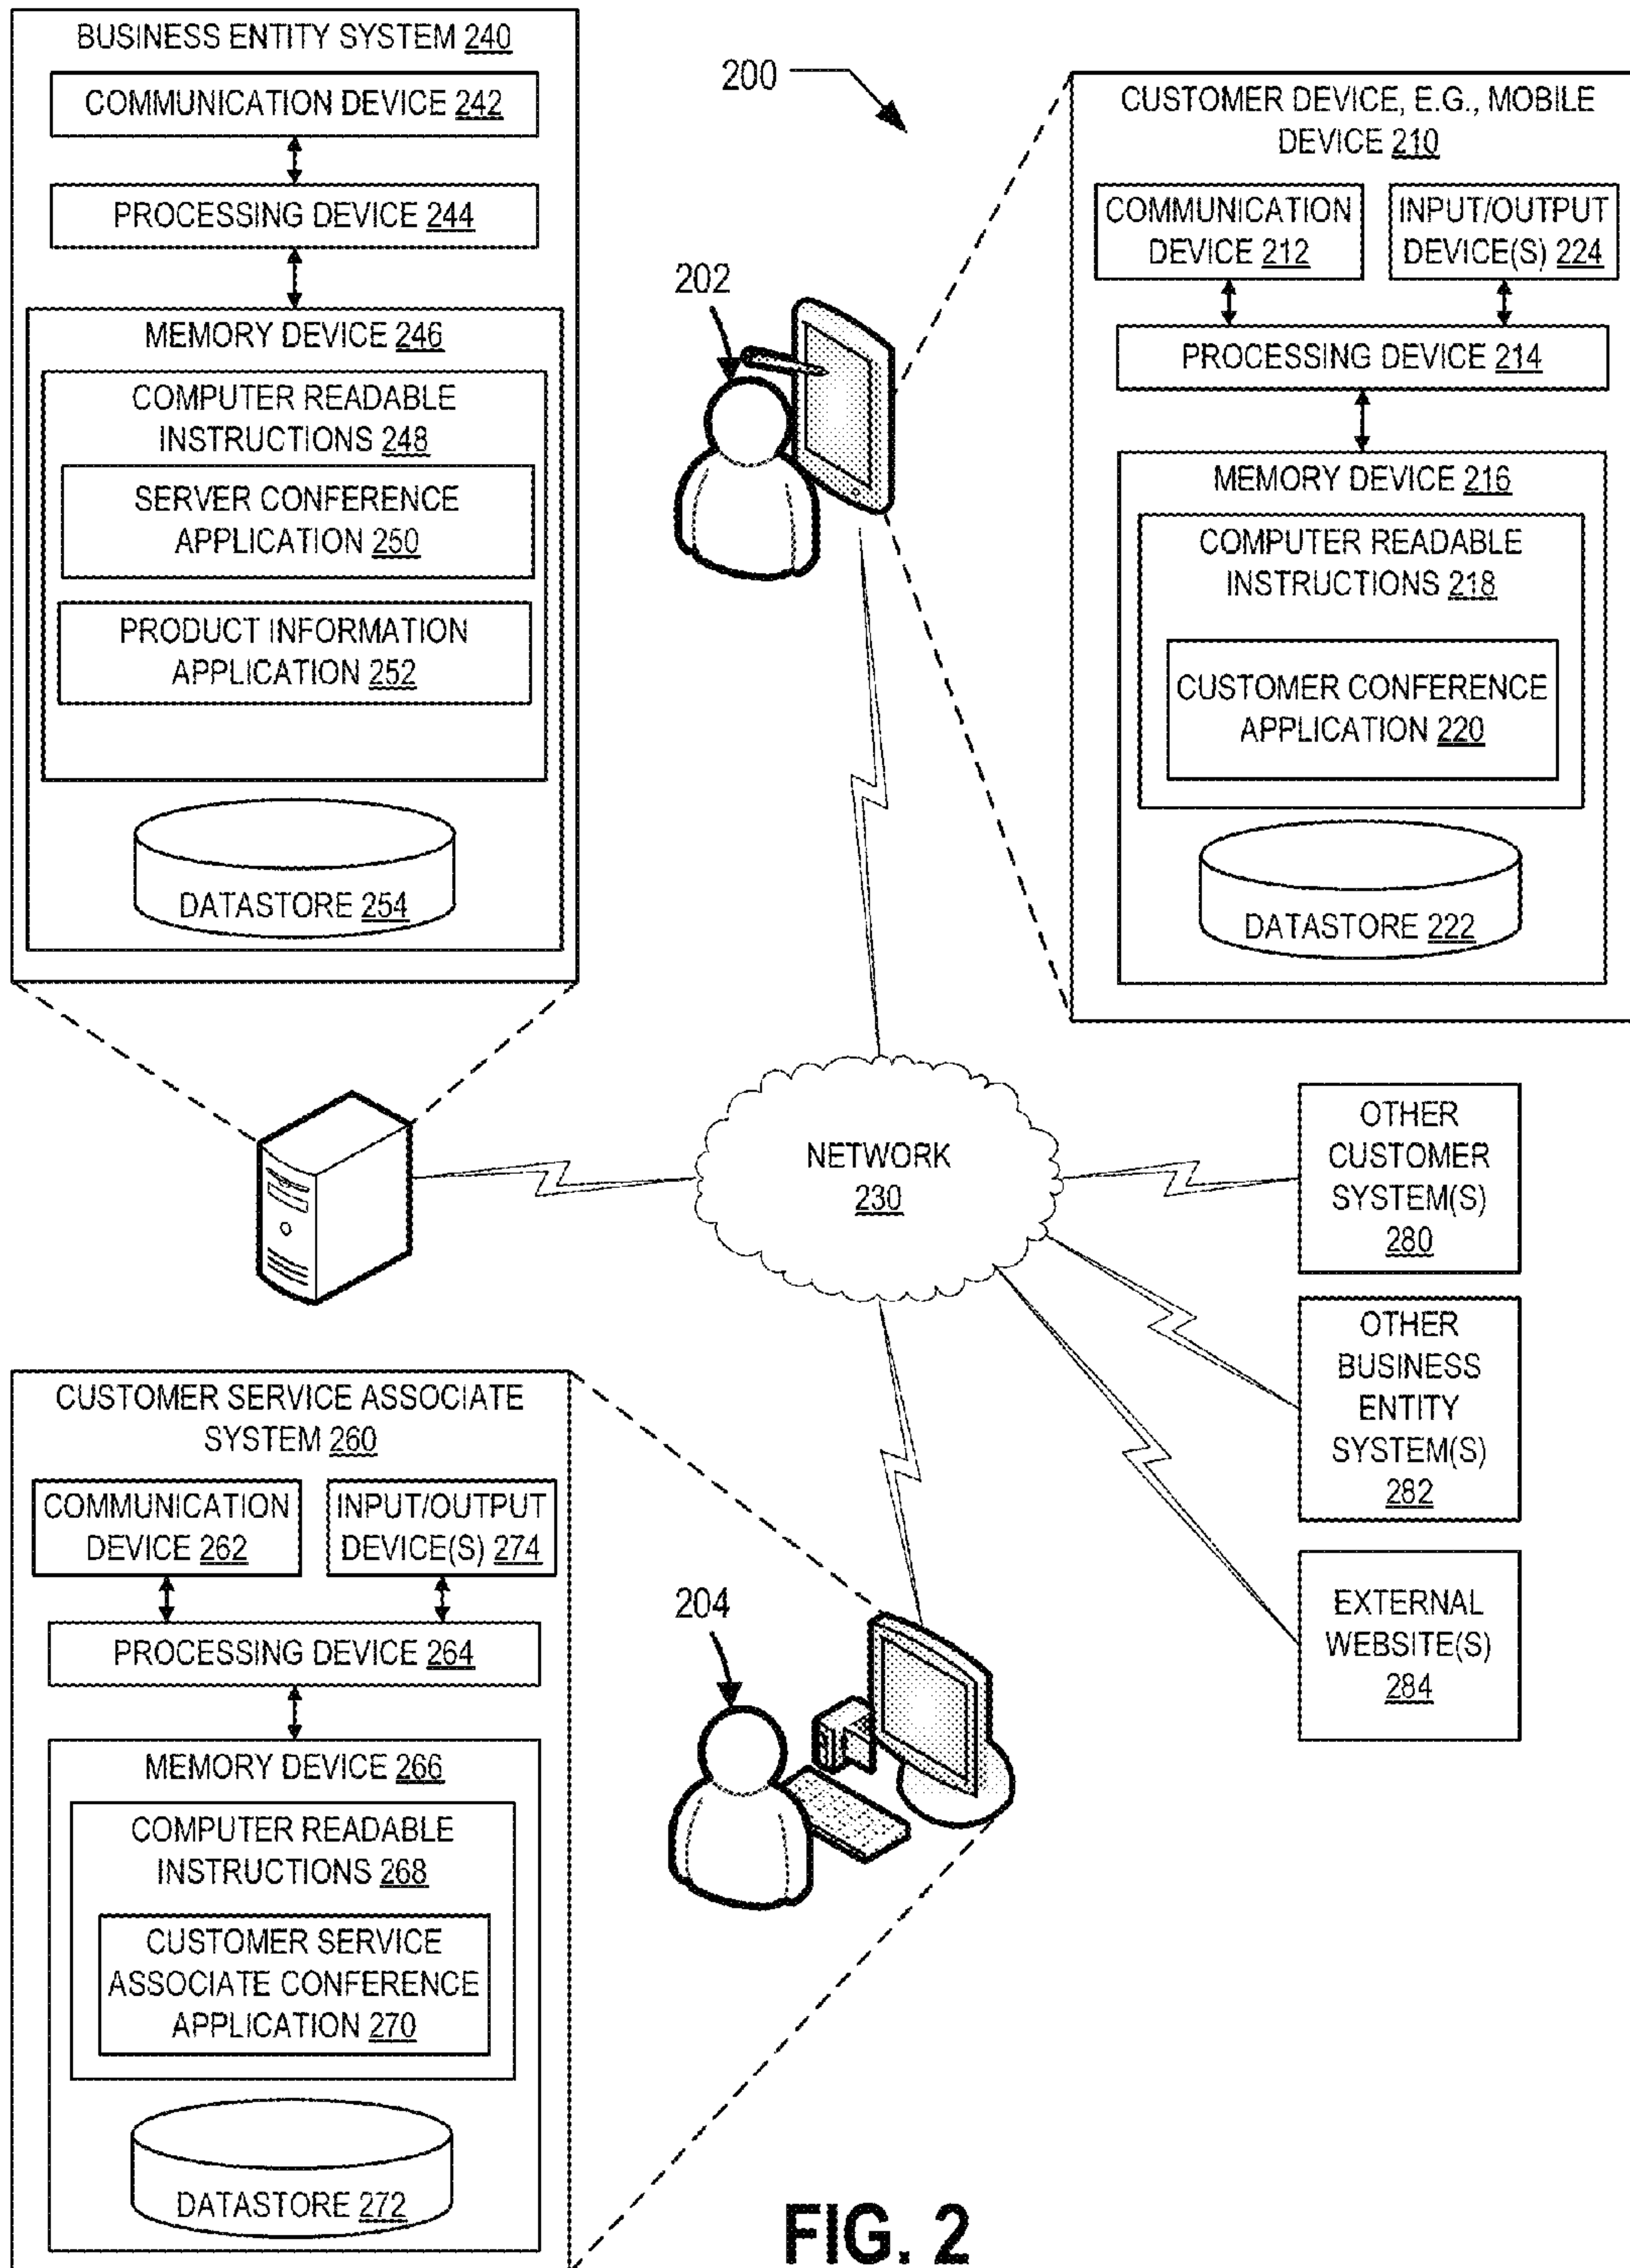 BUSINESS ENTITY SYSTEM 240
COMMUNICATION DEVICE 242
PROCESSING DEVICE 244
MEMORY DEVICE 246
COMPUTER READABLE
INSTRUCTIONS 248
SERVER CONFERENCE
APPLICATION 250
PRODUCT INFORMATION
APPLICATION 252
DATASTORE 254
200
202
CUSTOMER DEVICE, E.G., MOBILE
DEVICE 210
COMMUNICATION
DEVICE 212
INPUT/OUTPUT
DEVICE(S) 224
PROCESSING DEVICE 214
MEMORY DEVICE 216
COMPUTER READABLE
INSTRUCTIONS 218
CUSTOMER CONFERENCE
APPLICATION 220
DATASTORE 222
NETWORK
230
OTHER
CUSTOMER
SYSTEM(S)
280
OTHER
BUSINESS
ENTITY
SYSTEM(S)
282
EXTERNAL
WEBSITE(S)
284
CUSTOMER SERVICE ASSOCIATE
SYSTEM 260
COMMUNICATION
DEVICE 262
INPUT/OUTPUT
DEVICE(S) 274
PROCESSING DEVICE 264
MEMORY DEVICE 266
COMPUTER READABLE
INSTRUCTIONS 268
CUSTOMER SERVICE
ASSOCIATE CONFERENCE
APPLICATION 270
DATASTORE 272
204
FIG. 2